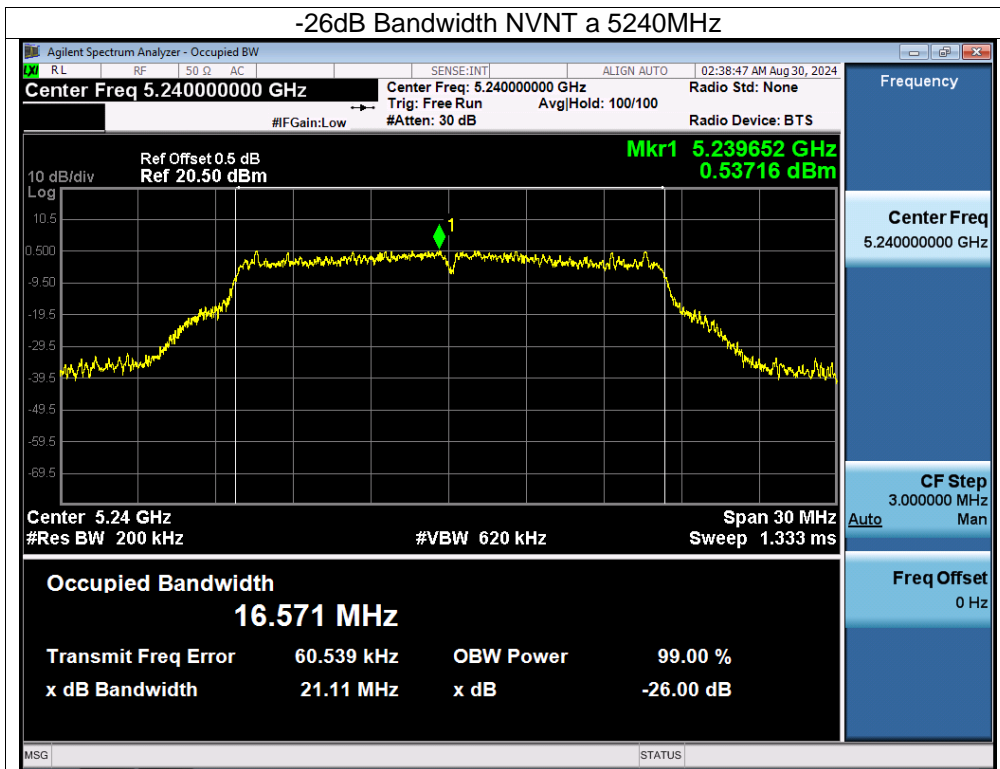 -26dB Bandwidth NVNT a 5240MHz
Agilent Spectrum Analyzer - Occupied BW
LXI RL RF 50 Ω AC SENSE:INT ALIGN AUTO 02:38:47 AM Aug 30, 2024
Center Freq 5.240000000 GHz
Center Freq: 5.240000000 GHz Radio Std: None
Trig: Free Run Avg|Hold: 100/100
#IFGain:Low #Atten: 30 dB Radio Device: BTS
Mkr1 5.239652 GHz
0.53716 dBm
Ref Offset 0.5 dB
10 dB/div Ref 20.50 dBm
Log
10.5
0.500
-9.50
-19.5
-29.5
-39.5
-49.5
-59.5
-69.5
1
Center 5.24 GHz Span 30 MHz
#Res BW 200 kHz #VBW 620 kHz Sweep 1.333 ms
Occupied Bandwidth
16.571 MHz
Transmit Freq Error 60.539 kHz OBW Power 99.00 %
x dB Bandwidth 21.11 MHz x dB -26.00 dB
MSG STATUS
Frequency
Center Freq
5.240000000 GHz
CF Step
3.000000 MHz
Auto Man
Freq Offset
0 Hz